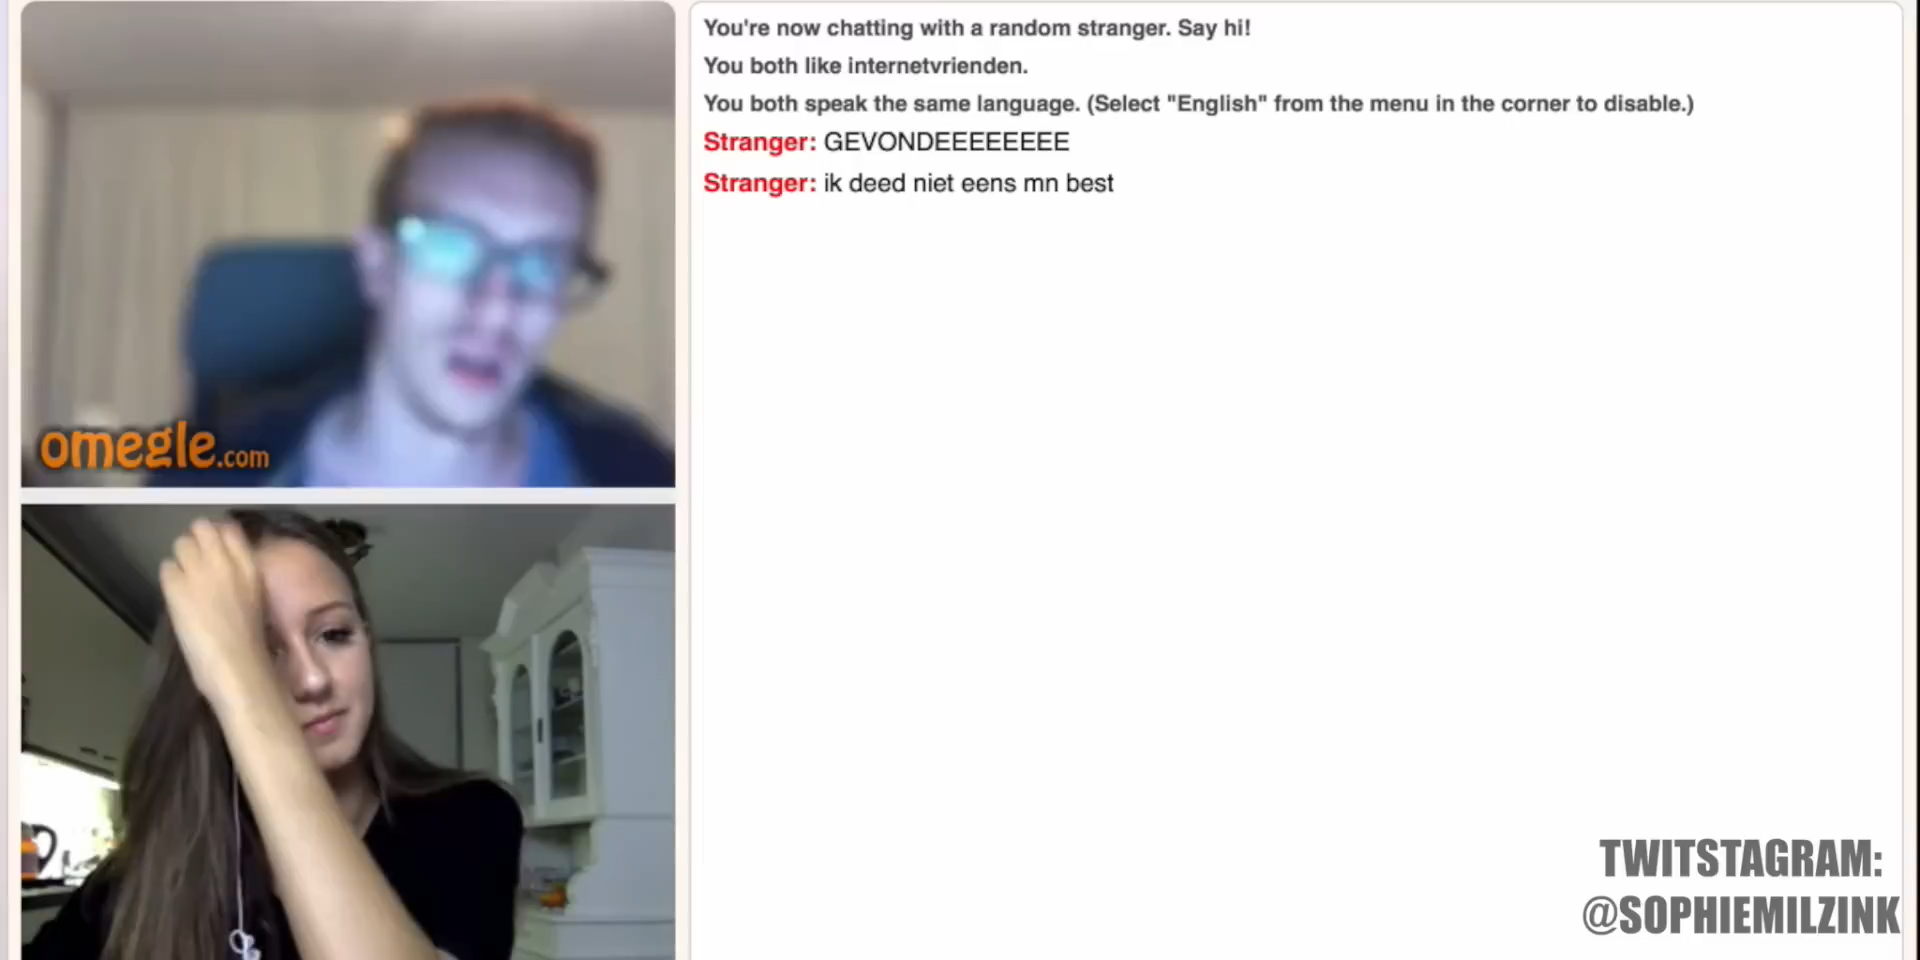 You're now chatting with a random stranger. Say hi!
You both like internetvrienden.
You both speak the same language. (Select "English" from the menu in the corner to disable.)
Stranger: GEVONDEEEEEEEE
Stranger: ik deed niet eens mn best
omegle.com
TWITSTAGRAM:
@SOPHIEMILZINK